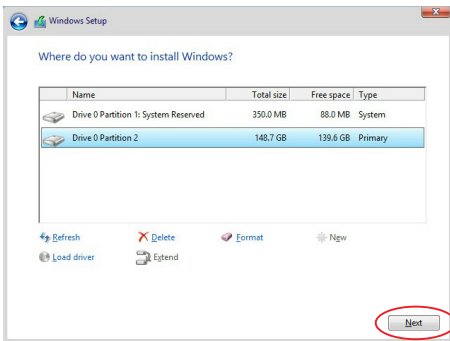 Windows Setup
Where do you want to install Windows?
Name Total size Free space Type
Drive 0 Partition 1: System Reserved 350.0 MB 88.0 MB System
Drive 0 Partition 2 148.7 GB 139.6 GB Primary
Refresh Delete Format New
Load driver Extend
Next